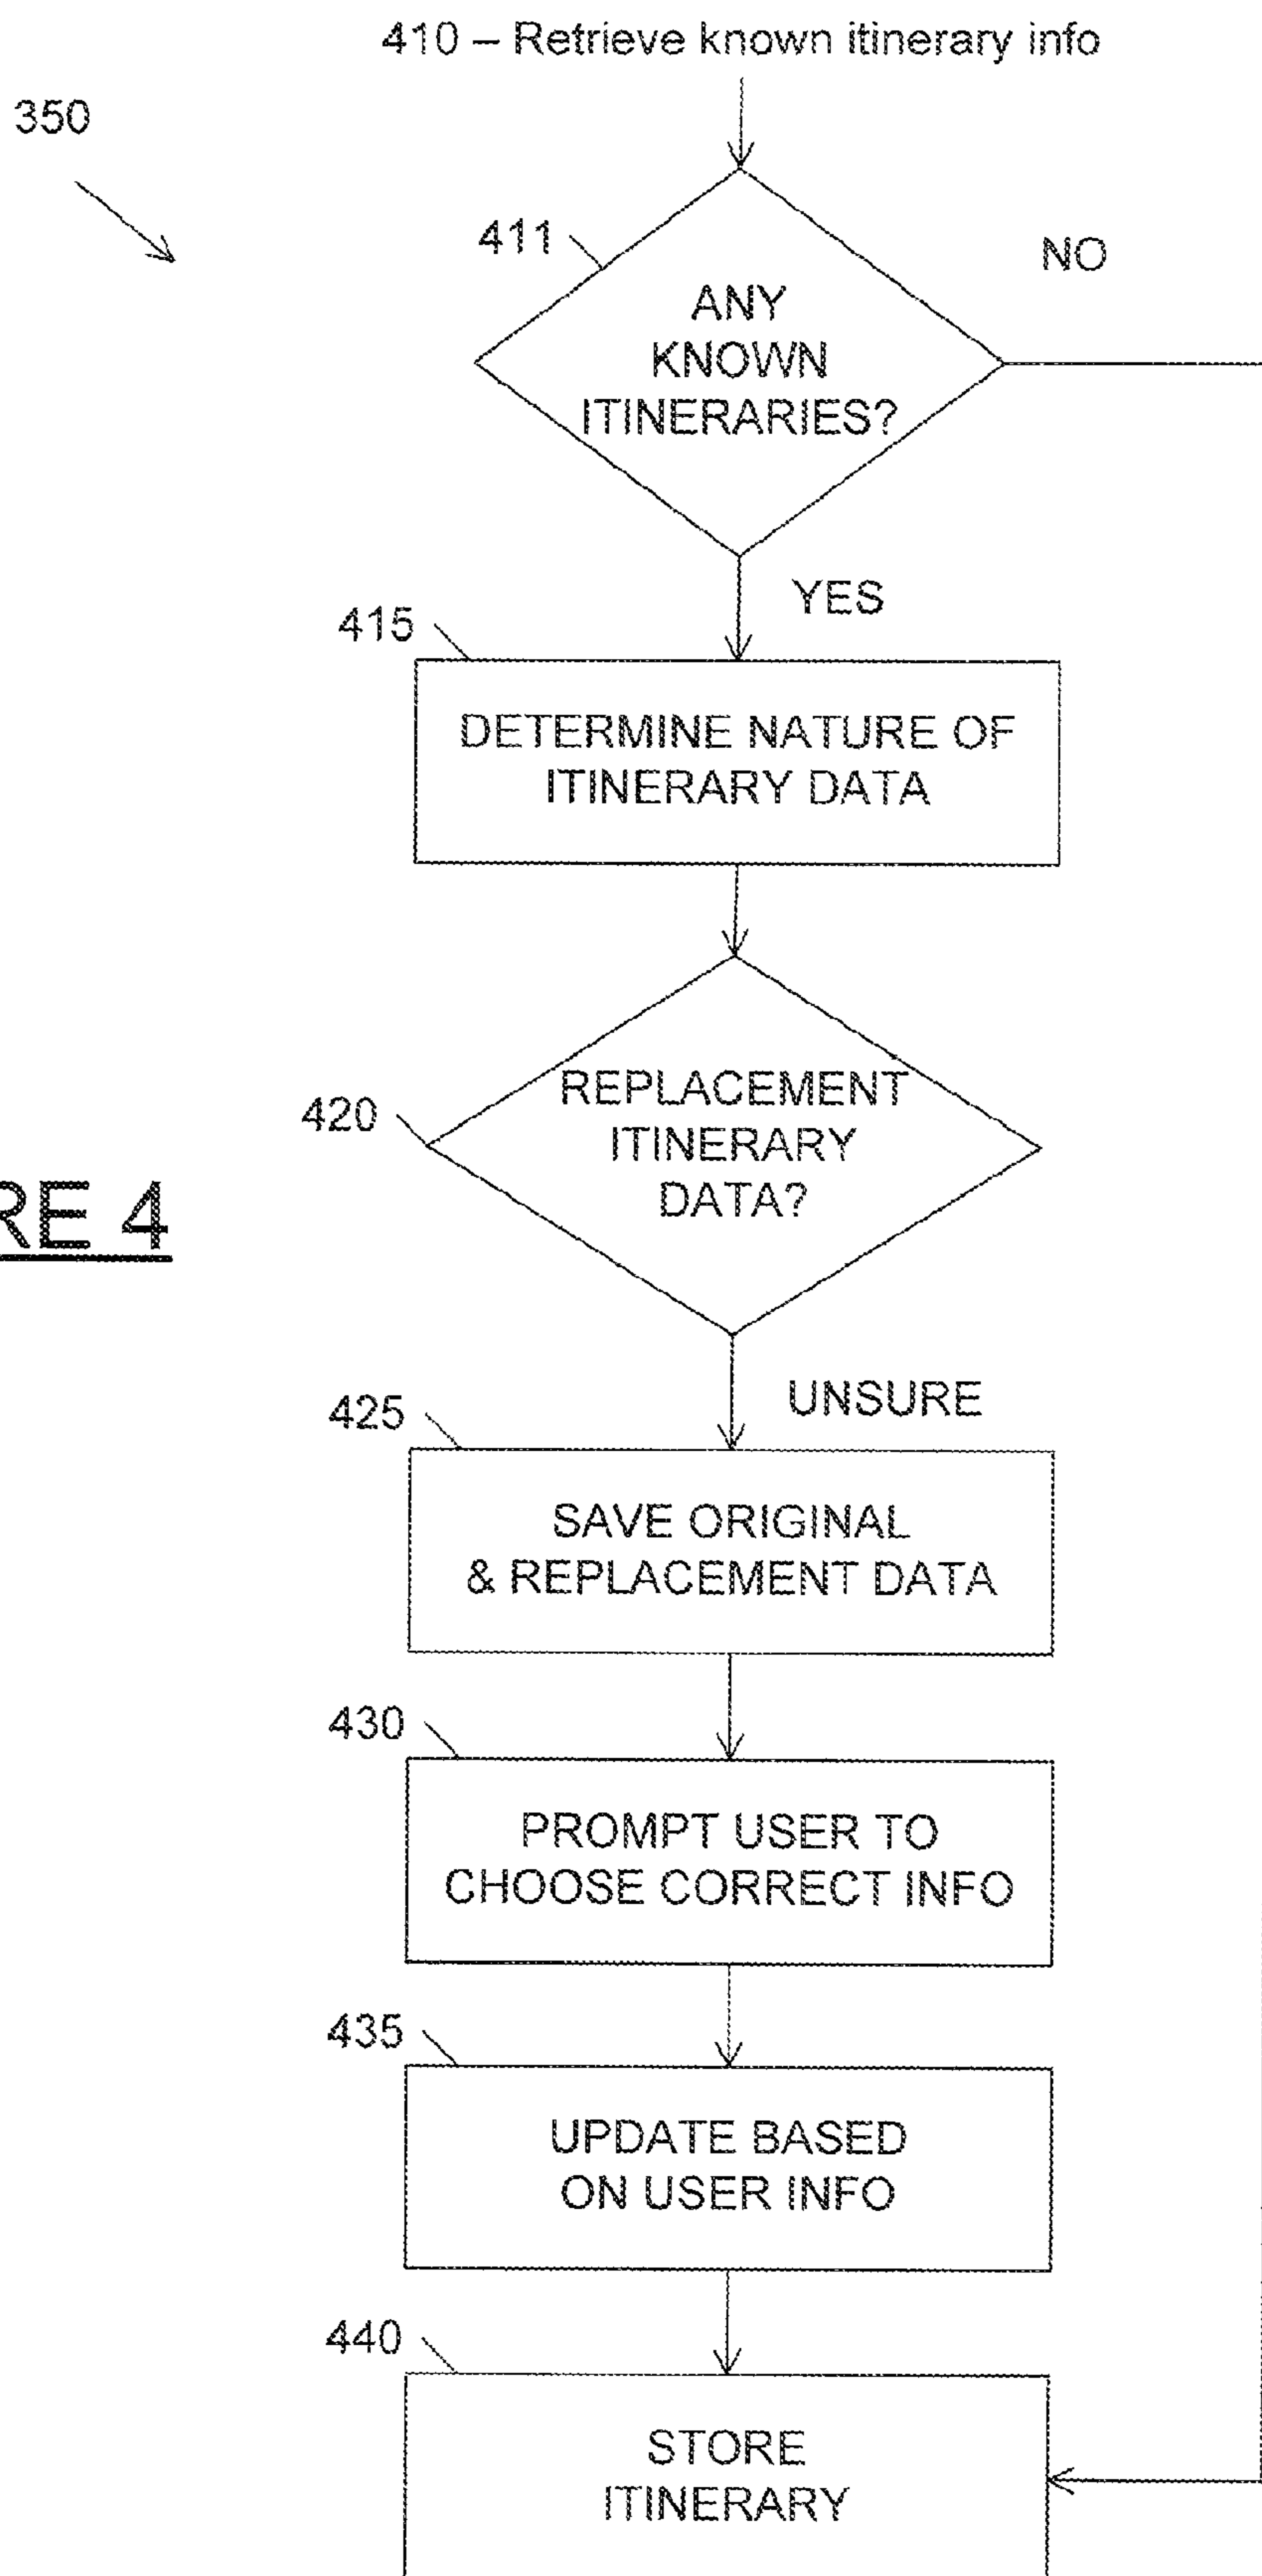 410 – Retrieve known itinerary info
350
411
NO
ANY
KNOWN
ITINERARIES?
YES
415
DETERMINE NATURE OF
ITINERARY DATA
420
REPLACEMENT
ITINERARY
DATA?
RE 4
UNSURE
425
SAVE ORIGINAL
& REPLACEMENT DATA
430
PROMPT USER TO
CHOOSE CORRECT INFO
435
UPDATE BASED
ON USER INFO
440
STORE
ITINERARY